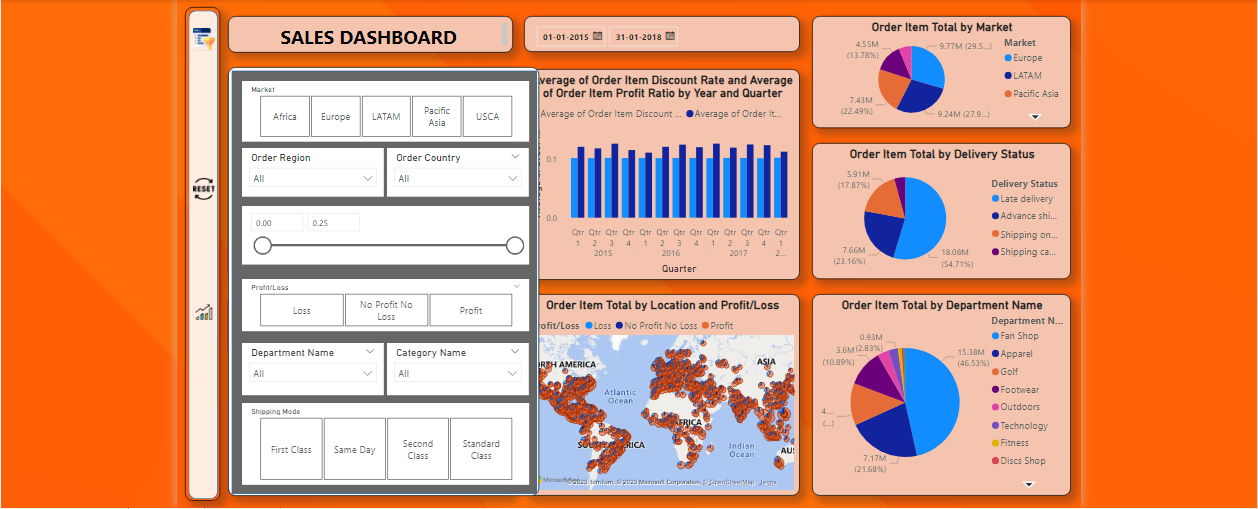 SALES DASHBOARD
01-01-2015
31-01-2018
RESET
Market
Africa
Europe
LATAM
Pacific
Asia
USCA
Order Region
All
Order Country
All
0.00
0.25
Profit/Loss
Loss
No Profit No
Loss
Profit
Department Name
All
Category Name
All
Shipping Mode
First Class
Same Day
Second
Class
Standard
Class
verage of Order Item Discount Rate and Average
of Order Item Profit Ratio by Year and Quarter
Average of Order Item Discount ...
Average of Order It...
0.1
0.0
Qtr Qtr Qtr Qtr Qtr Qtr Qtr Qtr Qtr Qtr Qtr Qtr Qtr
1 2 3 4 1 2 3 4 1 2 3 4 1
2015 2016 2017 2...
Quarter
Order Item Total by Location and Profit/Loss
rofit/Loss
Loss
No Profit No Loss
Profit
RTH AMERICA
ASIA
Atlantic
Ocean
AFRICA
SOUTH AMERICA
Indian
Ocean
AUS
Microsoft
© 2023 TomTom, © 2023 Microsoft Corporation, © OpenStreetMap Terms
Order Item Total by Market
4.55M
(13.78%)
9.77M (29.5...
7.43M
(22.49%)
9.24M (27.9...
Market
Europe
LATAM
Pacific Asia
Order Item Total by Delivery Status
5.91M
(17.87%)
7.66M
(23.16%)
18.08M
(54.71%)
Delivery Status
Late delivery
Advance shi...
Shipping on...
Shipping ca...
Order Item Total by Department Name
0.93M
(2.83%)
3.6M
(10.89%)
4...
(...)
7.17M
(21.68%)
15.38M
(46.53%)
Department N...
Fan Shop
Apparel
Golf
Footwear
Outdoors
Technology
Fitness
Discs Shop